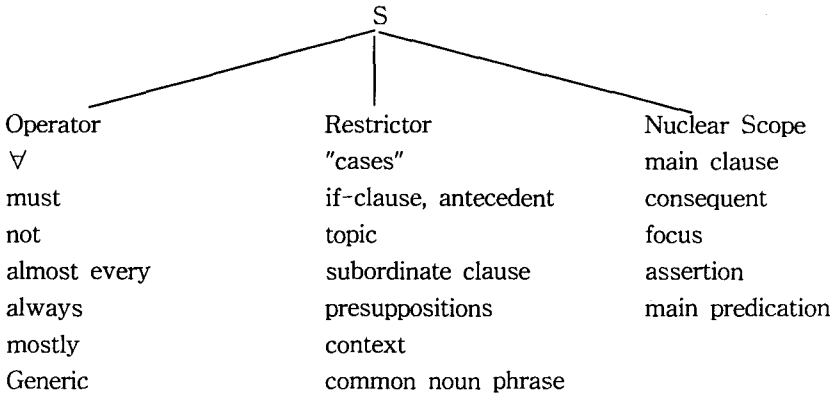 S
Operator Restrictor Nuclear Scope
∀ "cases" main clause
must if-clause, antecedent consequent
not topic focus
almost every subordinate clause assertion
always presuppositions main predication
mostly context
Generic common noun phrase